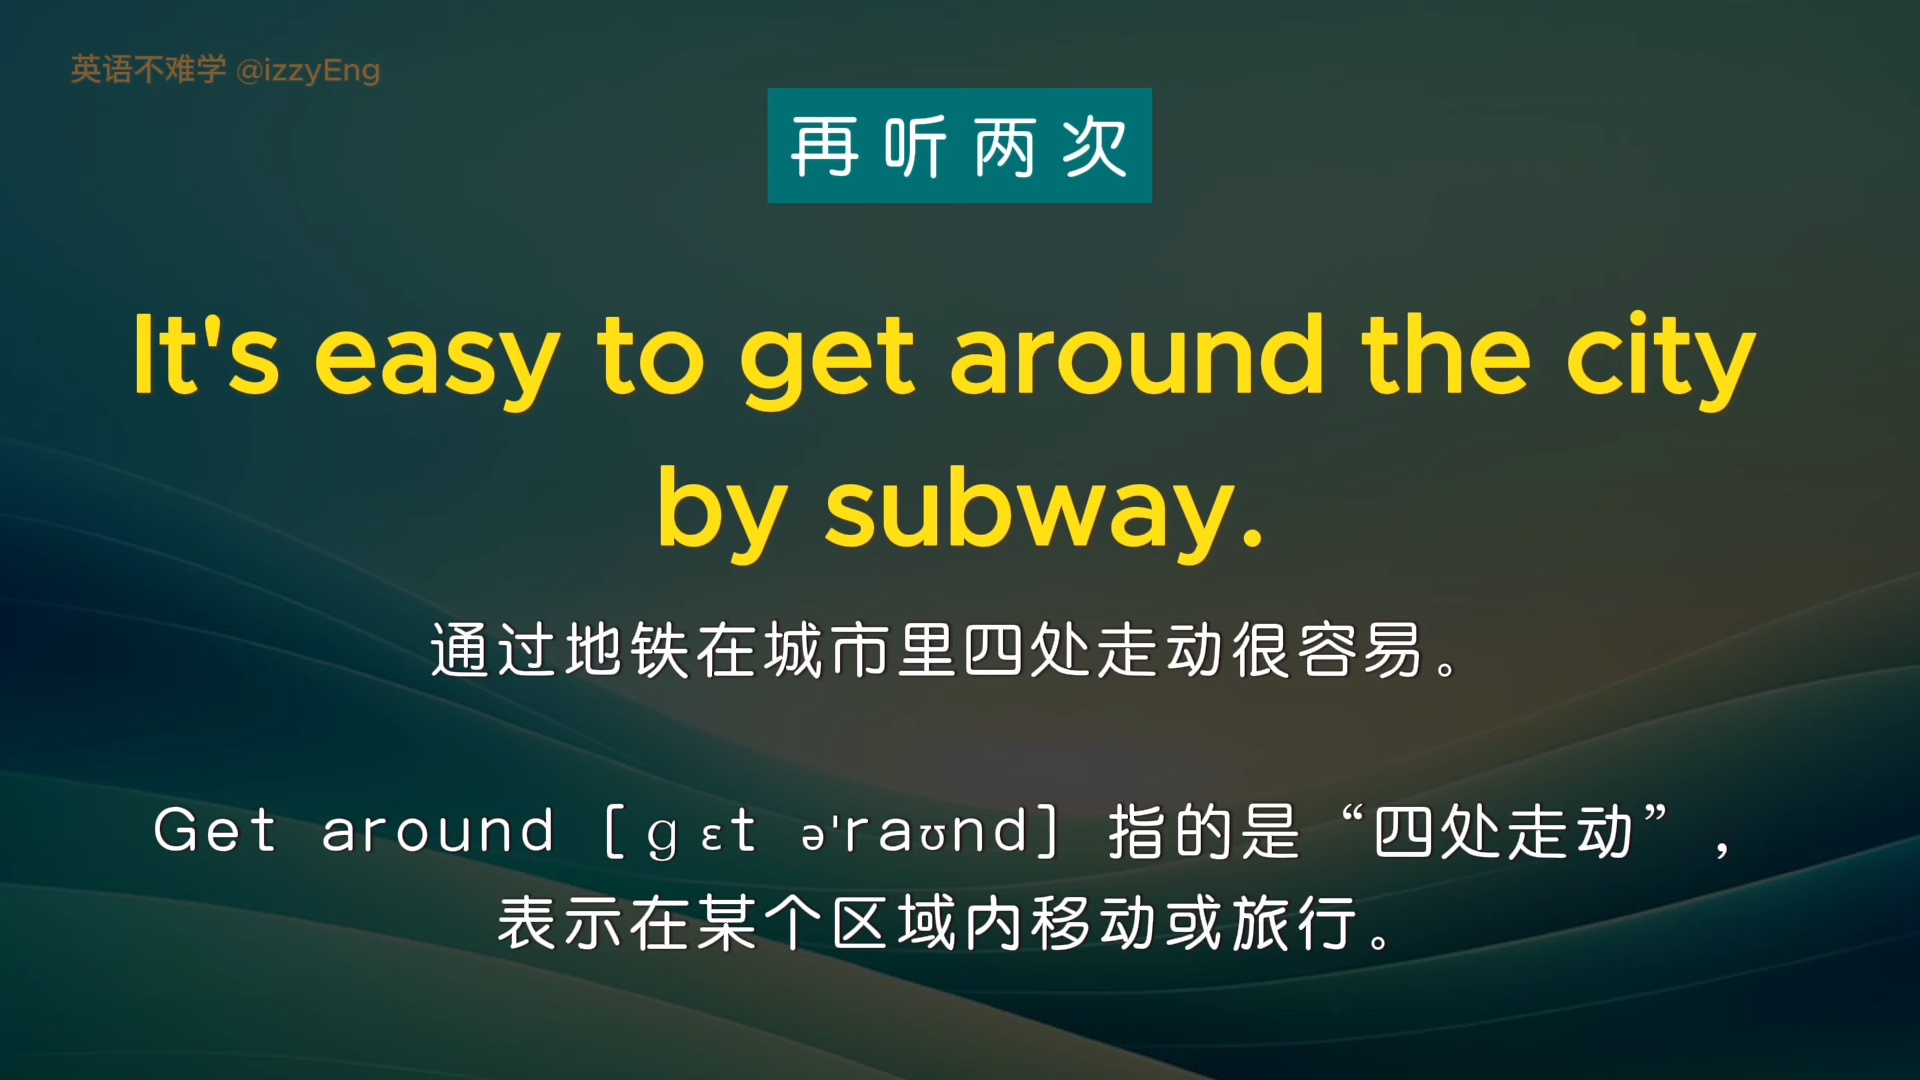 英语不难学 @izzyEng
再听两次
It's easy to get around the city
by subway.
通过地铁在城市里四处走动很容易。
Get around [ɡɛt ə'raʊnd] 指的是“四处走动”，
表示在某个区域内移动或旅行。